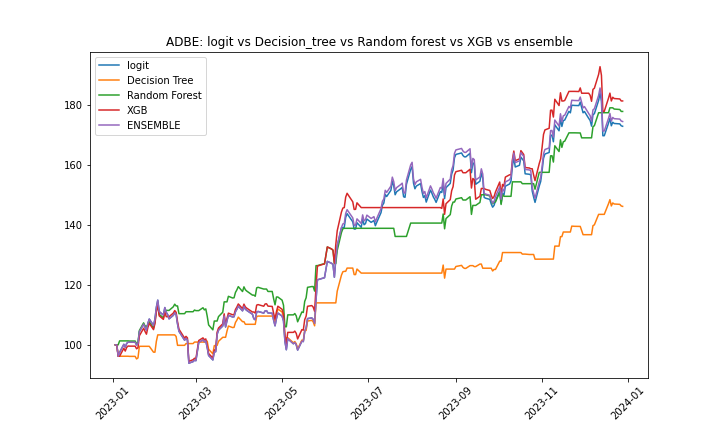 ADBE: logit vs Decision_tree vs Random forest vs XGB vs ensemble
logit
Decision Tree
Random Forest
XGB
ENSEMBLE
180
160
140
120
100
2023-01
2023-03
2023-05
2023-07
2023-09
2023-11
2024-01